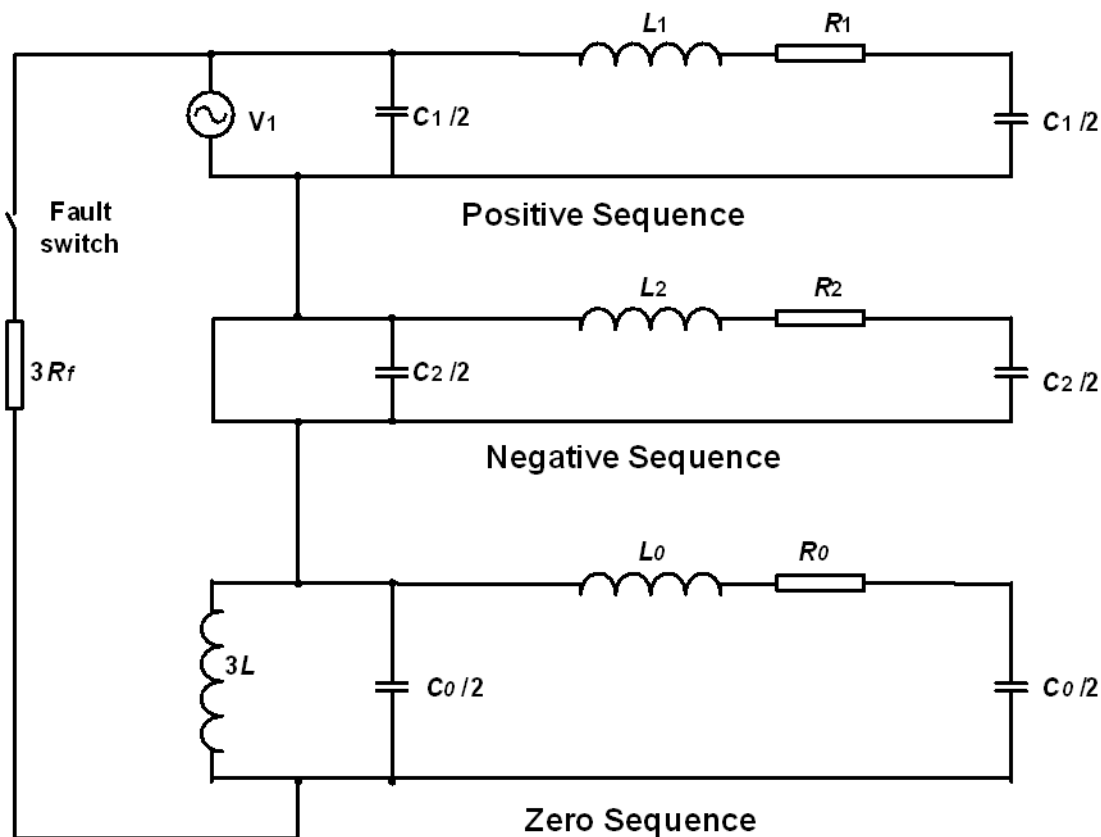 L1
R1
V1
C1/2
C1/2
Positive Sequence
Fault
switch
L2
R2
3Rf
C2/2
C2/2
Negative Sequence
L0
R0
3L
C0/2
C0/2
Zero Sequence